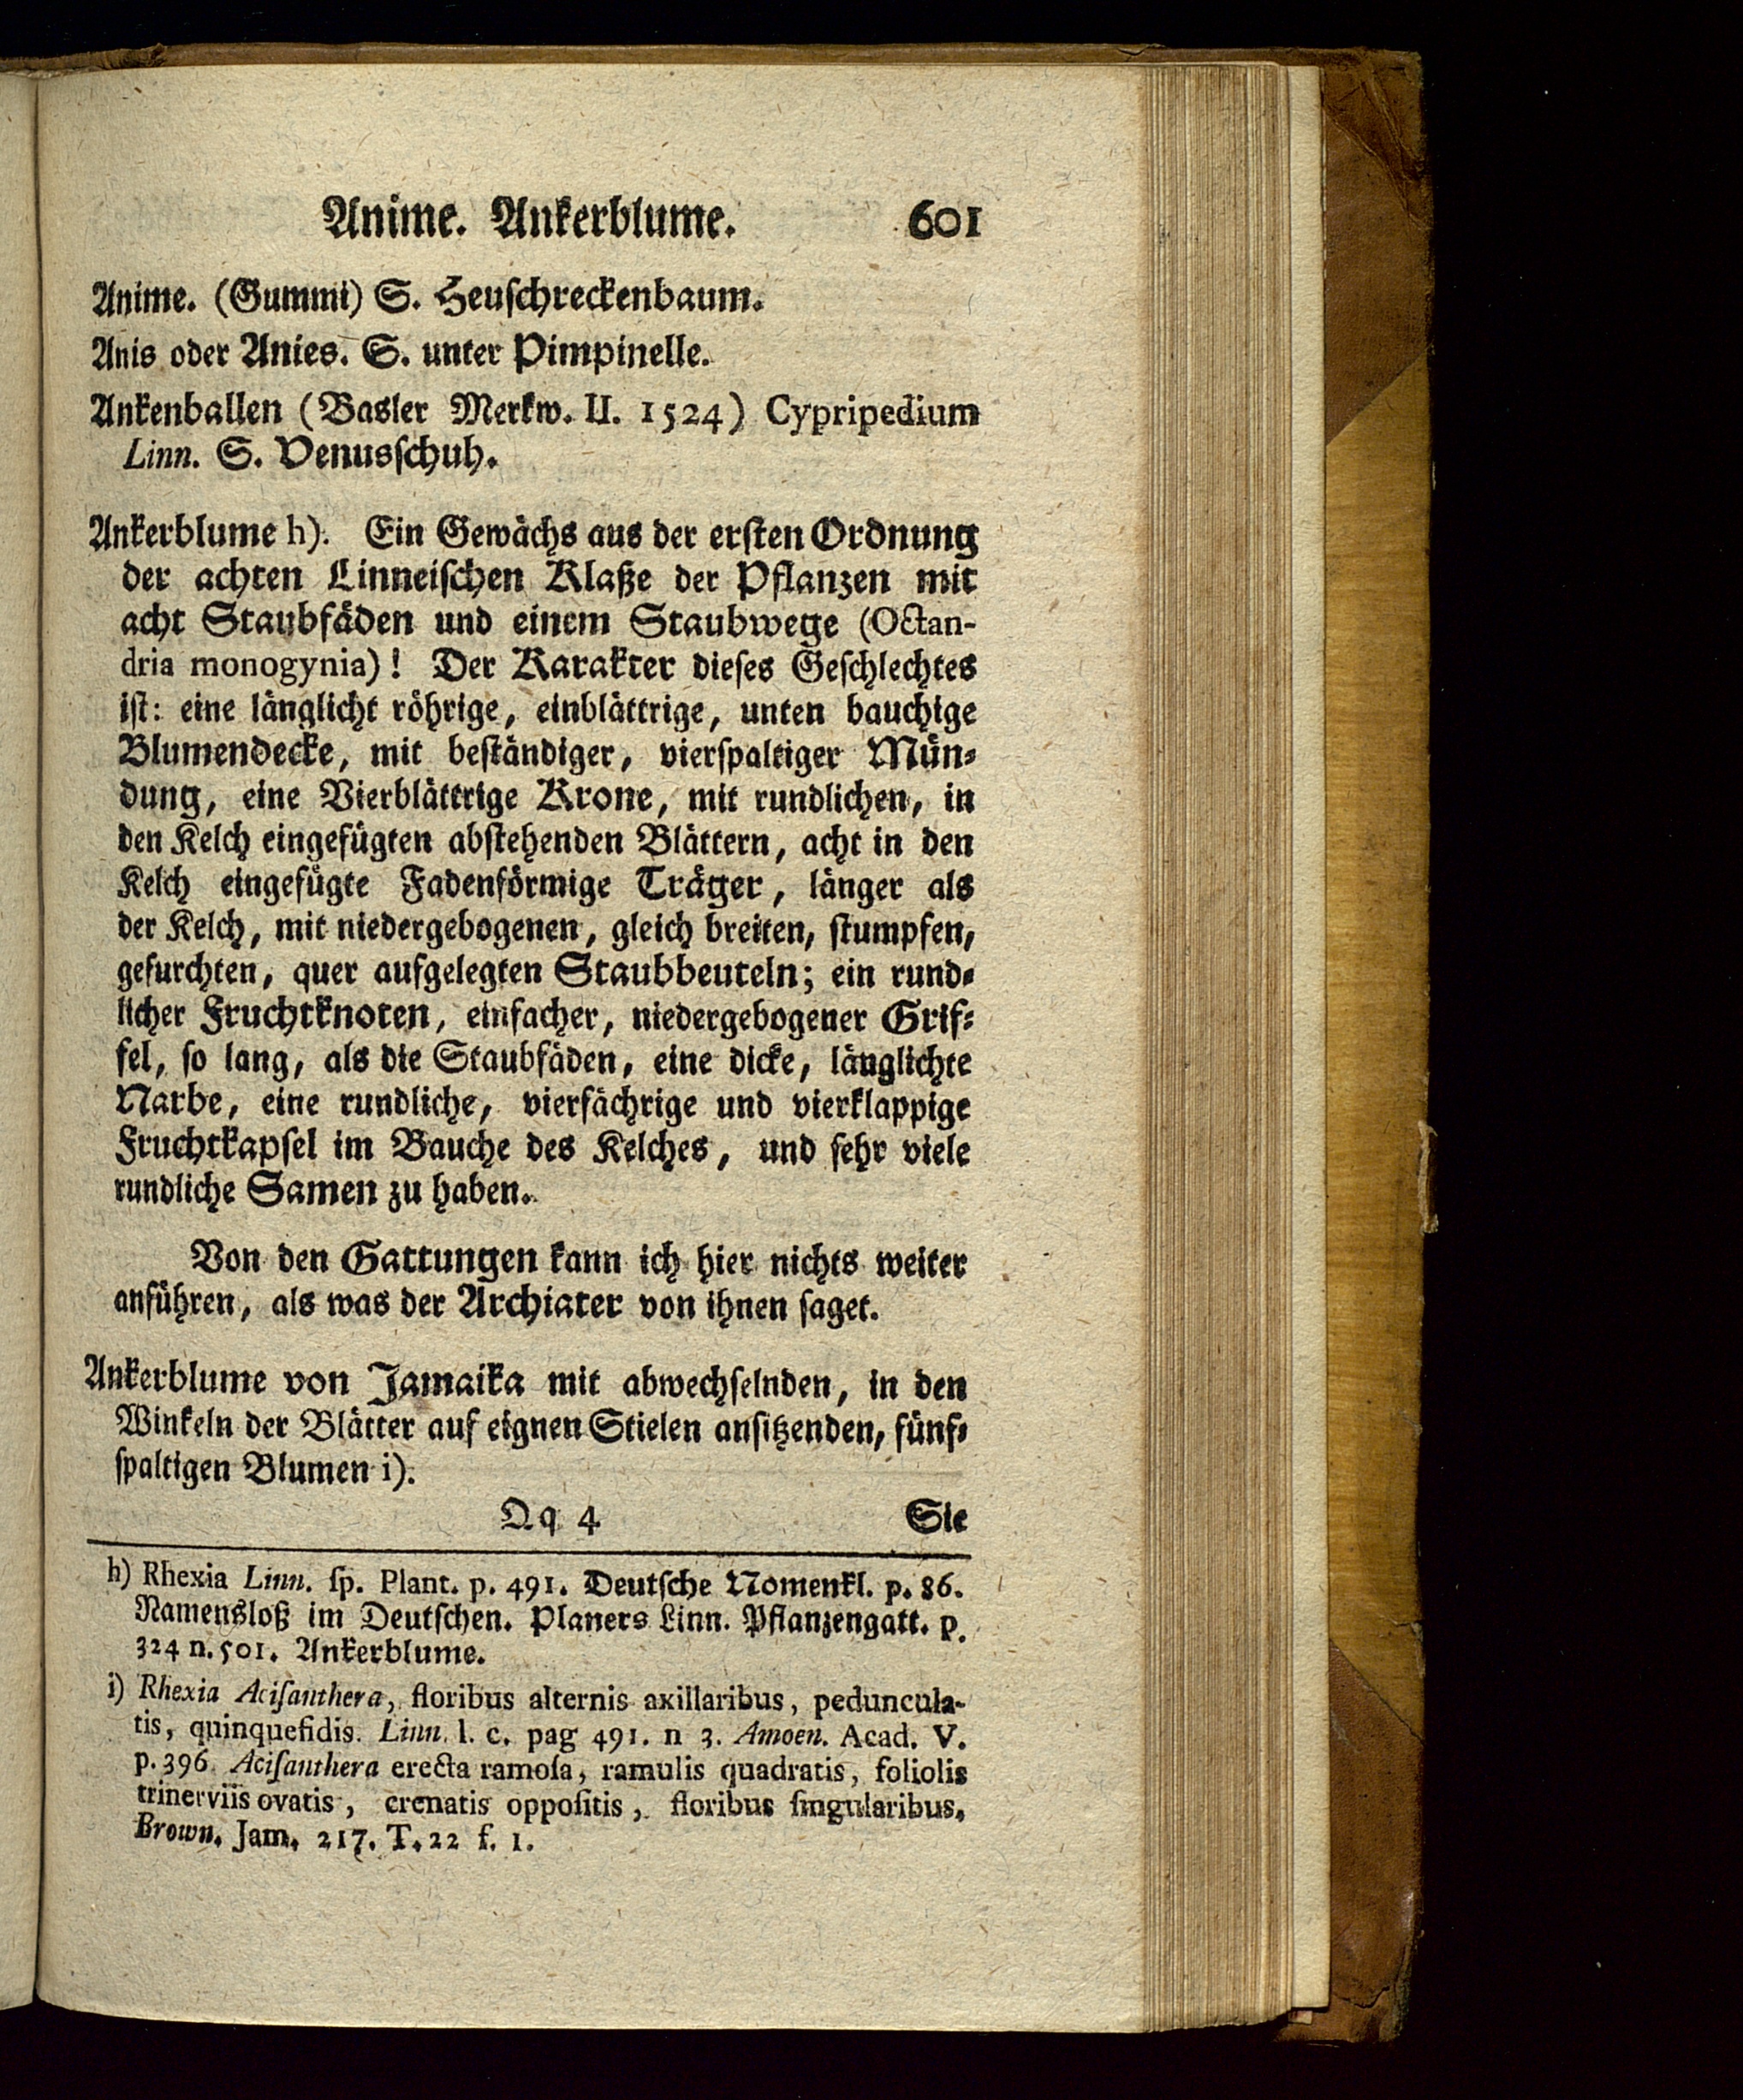 Anime. Ankerblume. 601
Anime. (Gummi) S. Heuſchreckenbaum.
Anis oder Anies. S. unter Pimpinelle.
Ankenballen (Basler Merkw. II. 1524) Cypripedium
Linn. S. Venusſchuh.
Ankerblume h). Ein Gewächs aus der erſten Ordnung
der achten Linneiſchen Klaße der Pflanzen mit
acht Staubfäden und einem Staubwege (Octan-
dria monogynia)! Der Karakter dieſes Geſchlechtes
iſt: eine länglicht röhrige, einblättrige, unten bauchige
Blumendecke, mit beſtändiger, vierſpaltiger Mün-
dung, eine Vierblättrige Krone, mit rundlichen, in
den Kelch eingefügten abſtehenden Blättern, acht in den
Kelch eingefügte Fadenförmige Träger, länger als
der Kelch, mit niedergebogenen, gleich breiten, ſtumpfen,
gefurchten, quer aufgelegten Staubbeuteln; ein rund-
licher Fruchtknoten, einfacher, niedergebogener Grif-
fel, ſo lang, als die Staubfäden, eine dicke, länglichte
Narbe, eine rundliche, vierfächrige und vierklappige
Fruchtkapſel im Bauche des Kelches, und ſehr viele
rundliche Samen zu haben.
Von den Gattungen kann ich hier nichts weiter
anführen, als was der Archiater von ihnen ſaget.
Ankerblume von Jamaika mit abwechſelnden, in den
Winkeln der Blätter auf eignen Stielen anſitzenden, fünf-
ſpaltigen Blumen i).
Qq 4 Sie
h) Rhexia Linn. ſp. Plant. p. 491. Deutſche Nomenkl. p. 86.
Namensloß im Deutſchen. Planers Linn. Pflanzengatt. p.
324 n. 501. Ankerblume.
i) Rhexia Aciſanthera, floribus alternis axillaribus, peduncula-
tis, quinquefidis. Linn. l. c. pag 491. n 3. Amoen. Acad. V.
p. 396. Aciſanthera erecta ramoſa, ramulis quadratis, foliolis
trinerviis ovatis, crenatis oppoſitis, floribus ſingularibus.
Brown. Jam. 217. T. 22 f. 1.